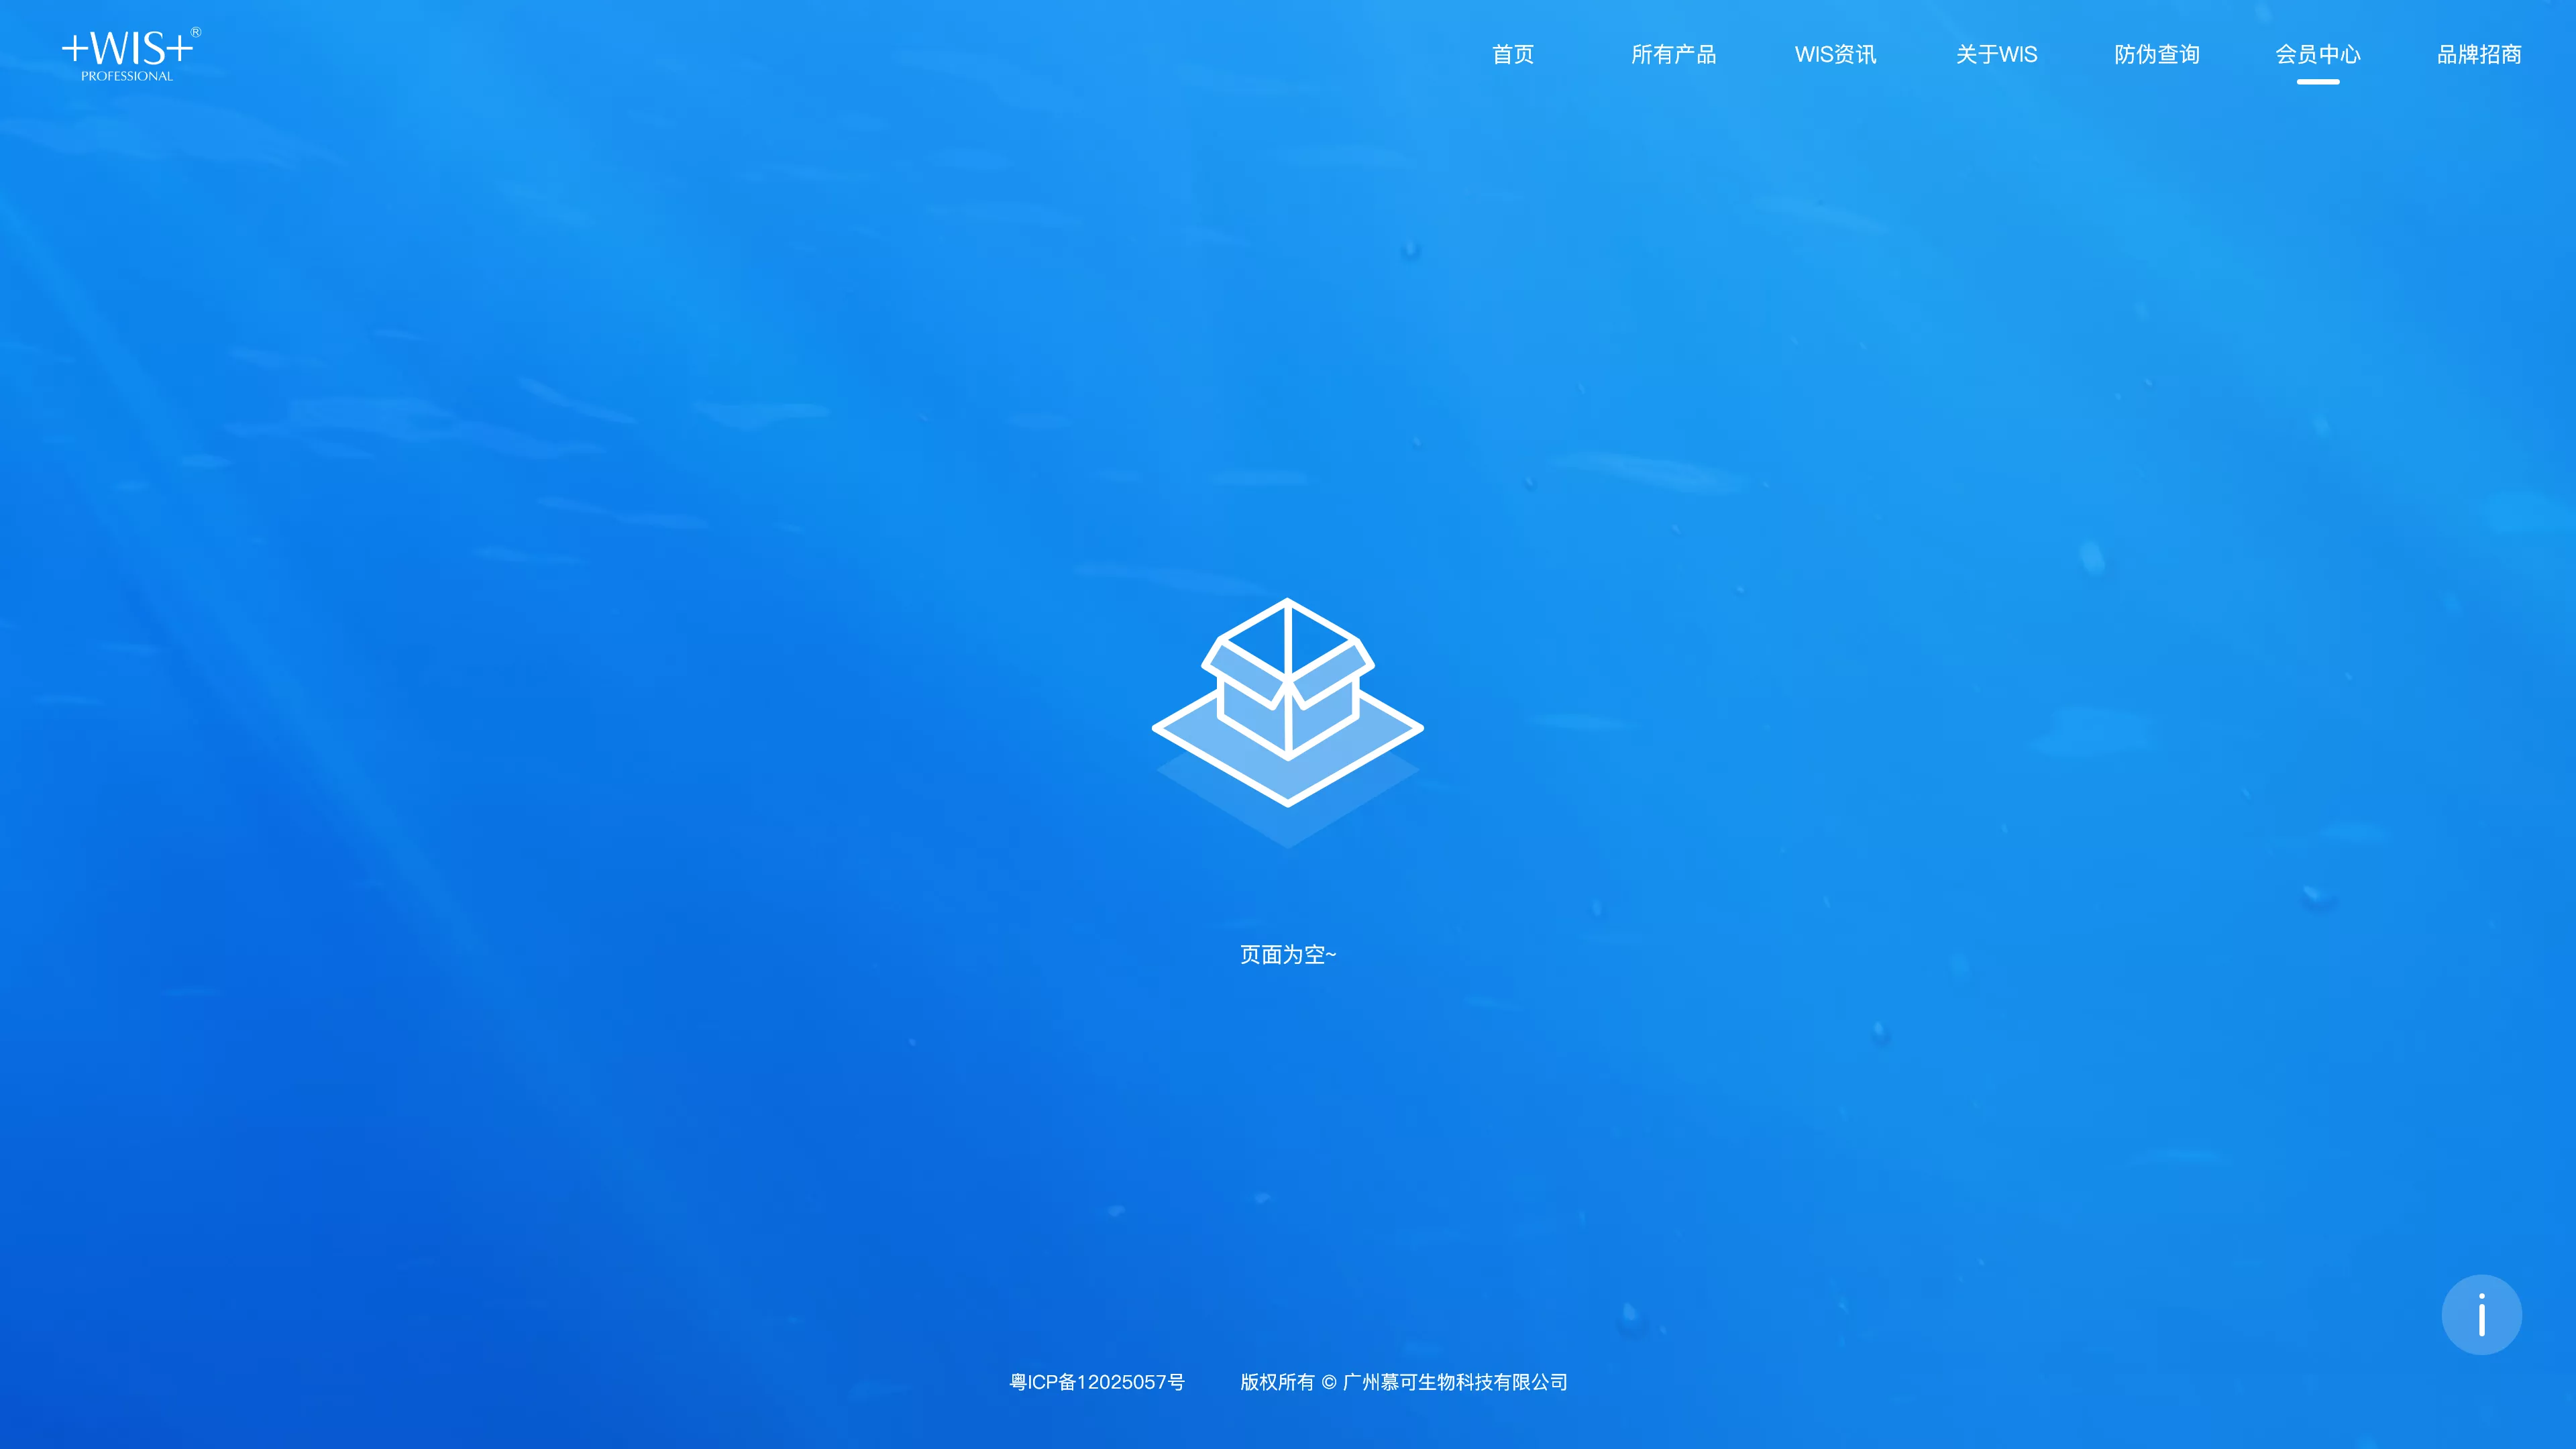 +WIS+®
PROFESSIONAL
首页 所有产品 WIS资讯 关于WIS 防伪查询 会员中心 品牌招商
页面为空~
粤ICP备12025057号 版权所有 © 广州慕可生物科技有限公司